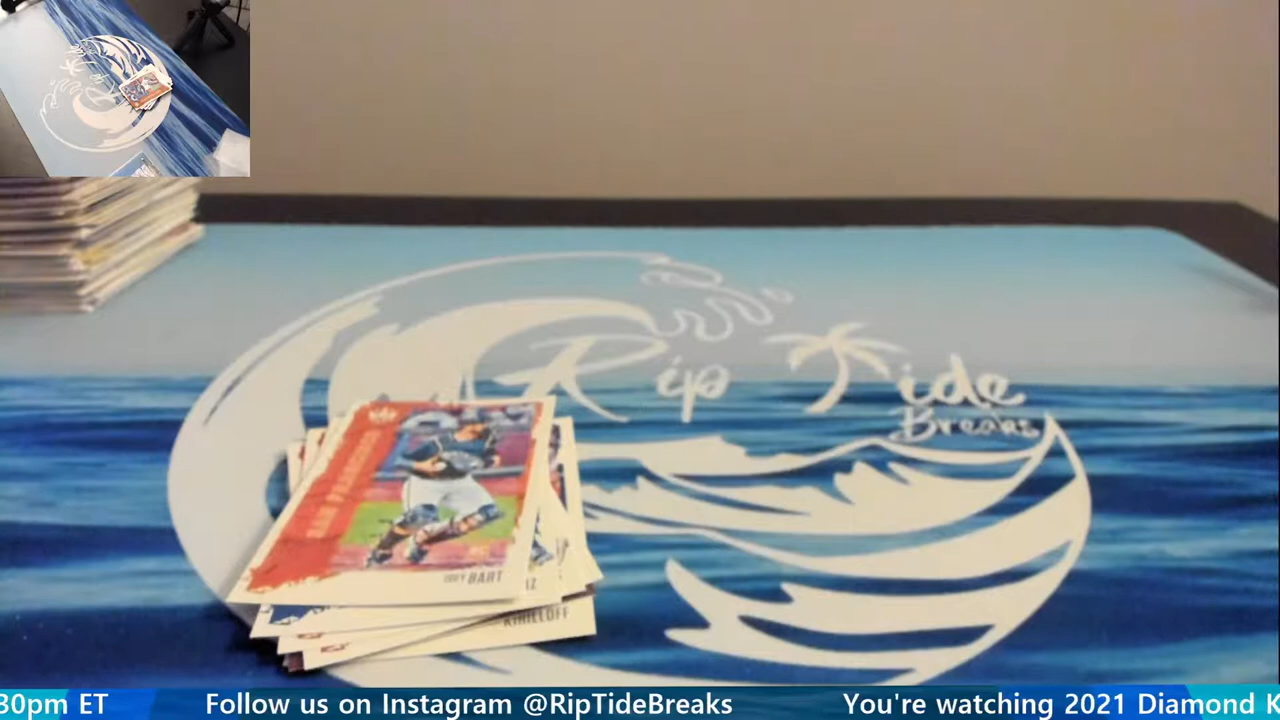 Rip Tide
Breaks
SAN FRANCISCO
JOEY BART
IZ
KIRILLOFF
30pm ET Follow us on Instagram @RipTideBreaks You're watching 2021 Diamond K